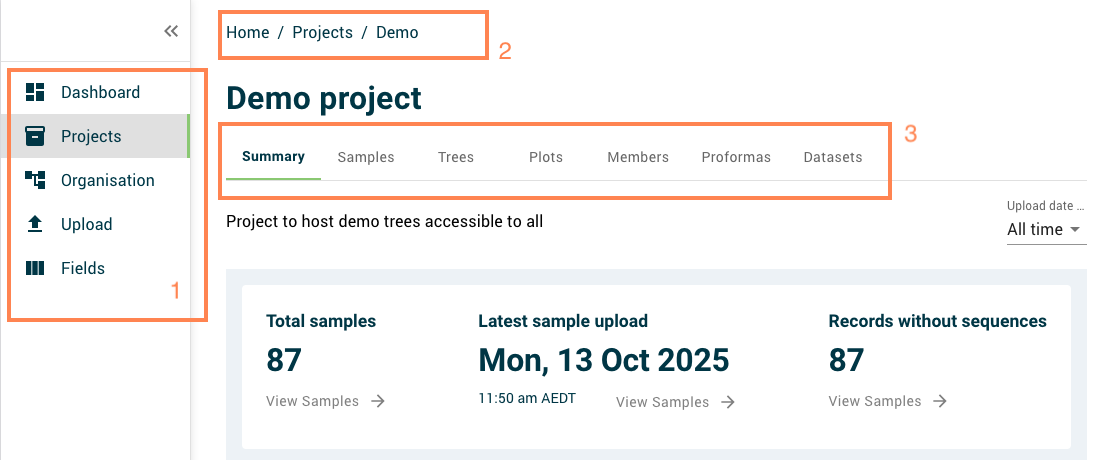 Home / Projects / Demo
2
Dashboard
Projects
Organisation
Upload
Fields
1
Demo project
3
Summary Samples Trees Plots Members Proformas Datasets
Project to host demo trees accessible to all
Upload date ...
All time
Total samples
87
View Samples
Latest sample upload
Mon, 13 Oct 2025
11:50 am AEDT View Samples
Records without sequences
87
View Samples